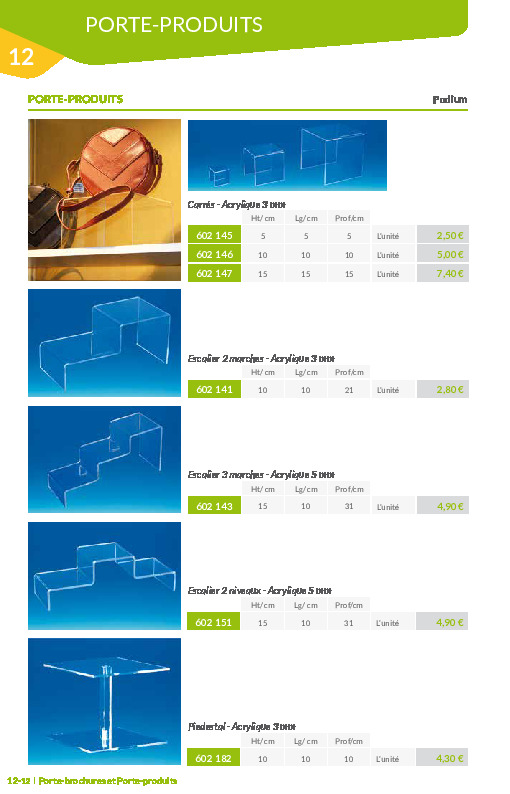 PORTE-PRODUITS
12
PORTE-PRODUITS Podium
Carrés - Acrylique 3 mm
Ht/cm Lg/cm Prof/cm
602 145 5 5 5 L'unité 2,50 €
602 146 10 10 10 L'unité 5,00 €
602 147 15 15 15 L'unité 7,40 €
Escalier 2 marches - Acrylique 3 mm
Ht/cm Lg/cm Prof/cm
602 141 10 10 21 L'unité 2,80 €
Escalier 3 marches - Acrylique 5 mm
Ht/cm Lg/cm Prof/cm
602 143 15 10 31 L'unité 4,90 €
Escalier 2 niveaux - Acrylique 5 mm
Ht/cm Lg/cm Prof/cm
602 151 15 10 31 L'unité 4,90 €
Piedestal - Acrylique 3 mm
Ht/cm Lg/cm Prof/cm
602 182 10 10 10 L'unité 4,30 €
12-12 | Porte-brochures et Porte-produits